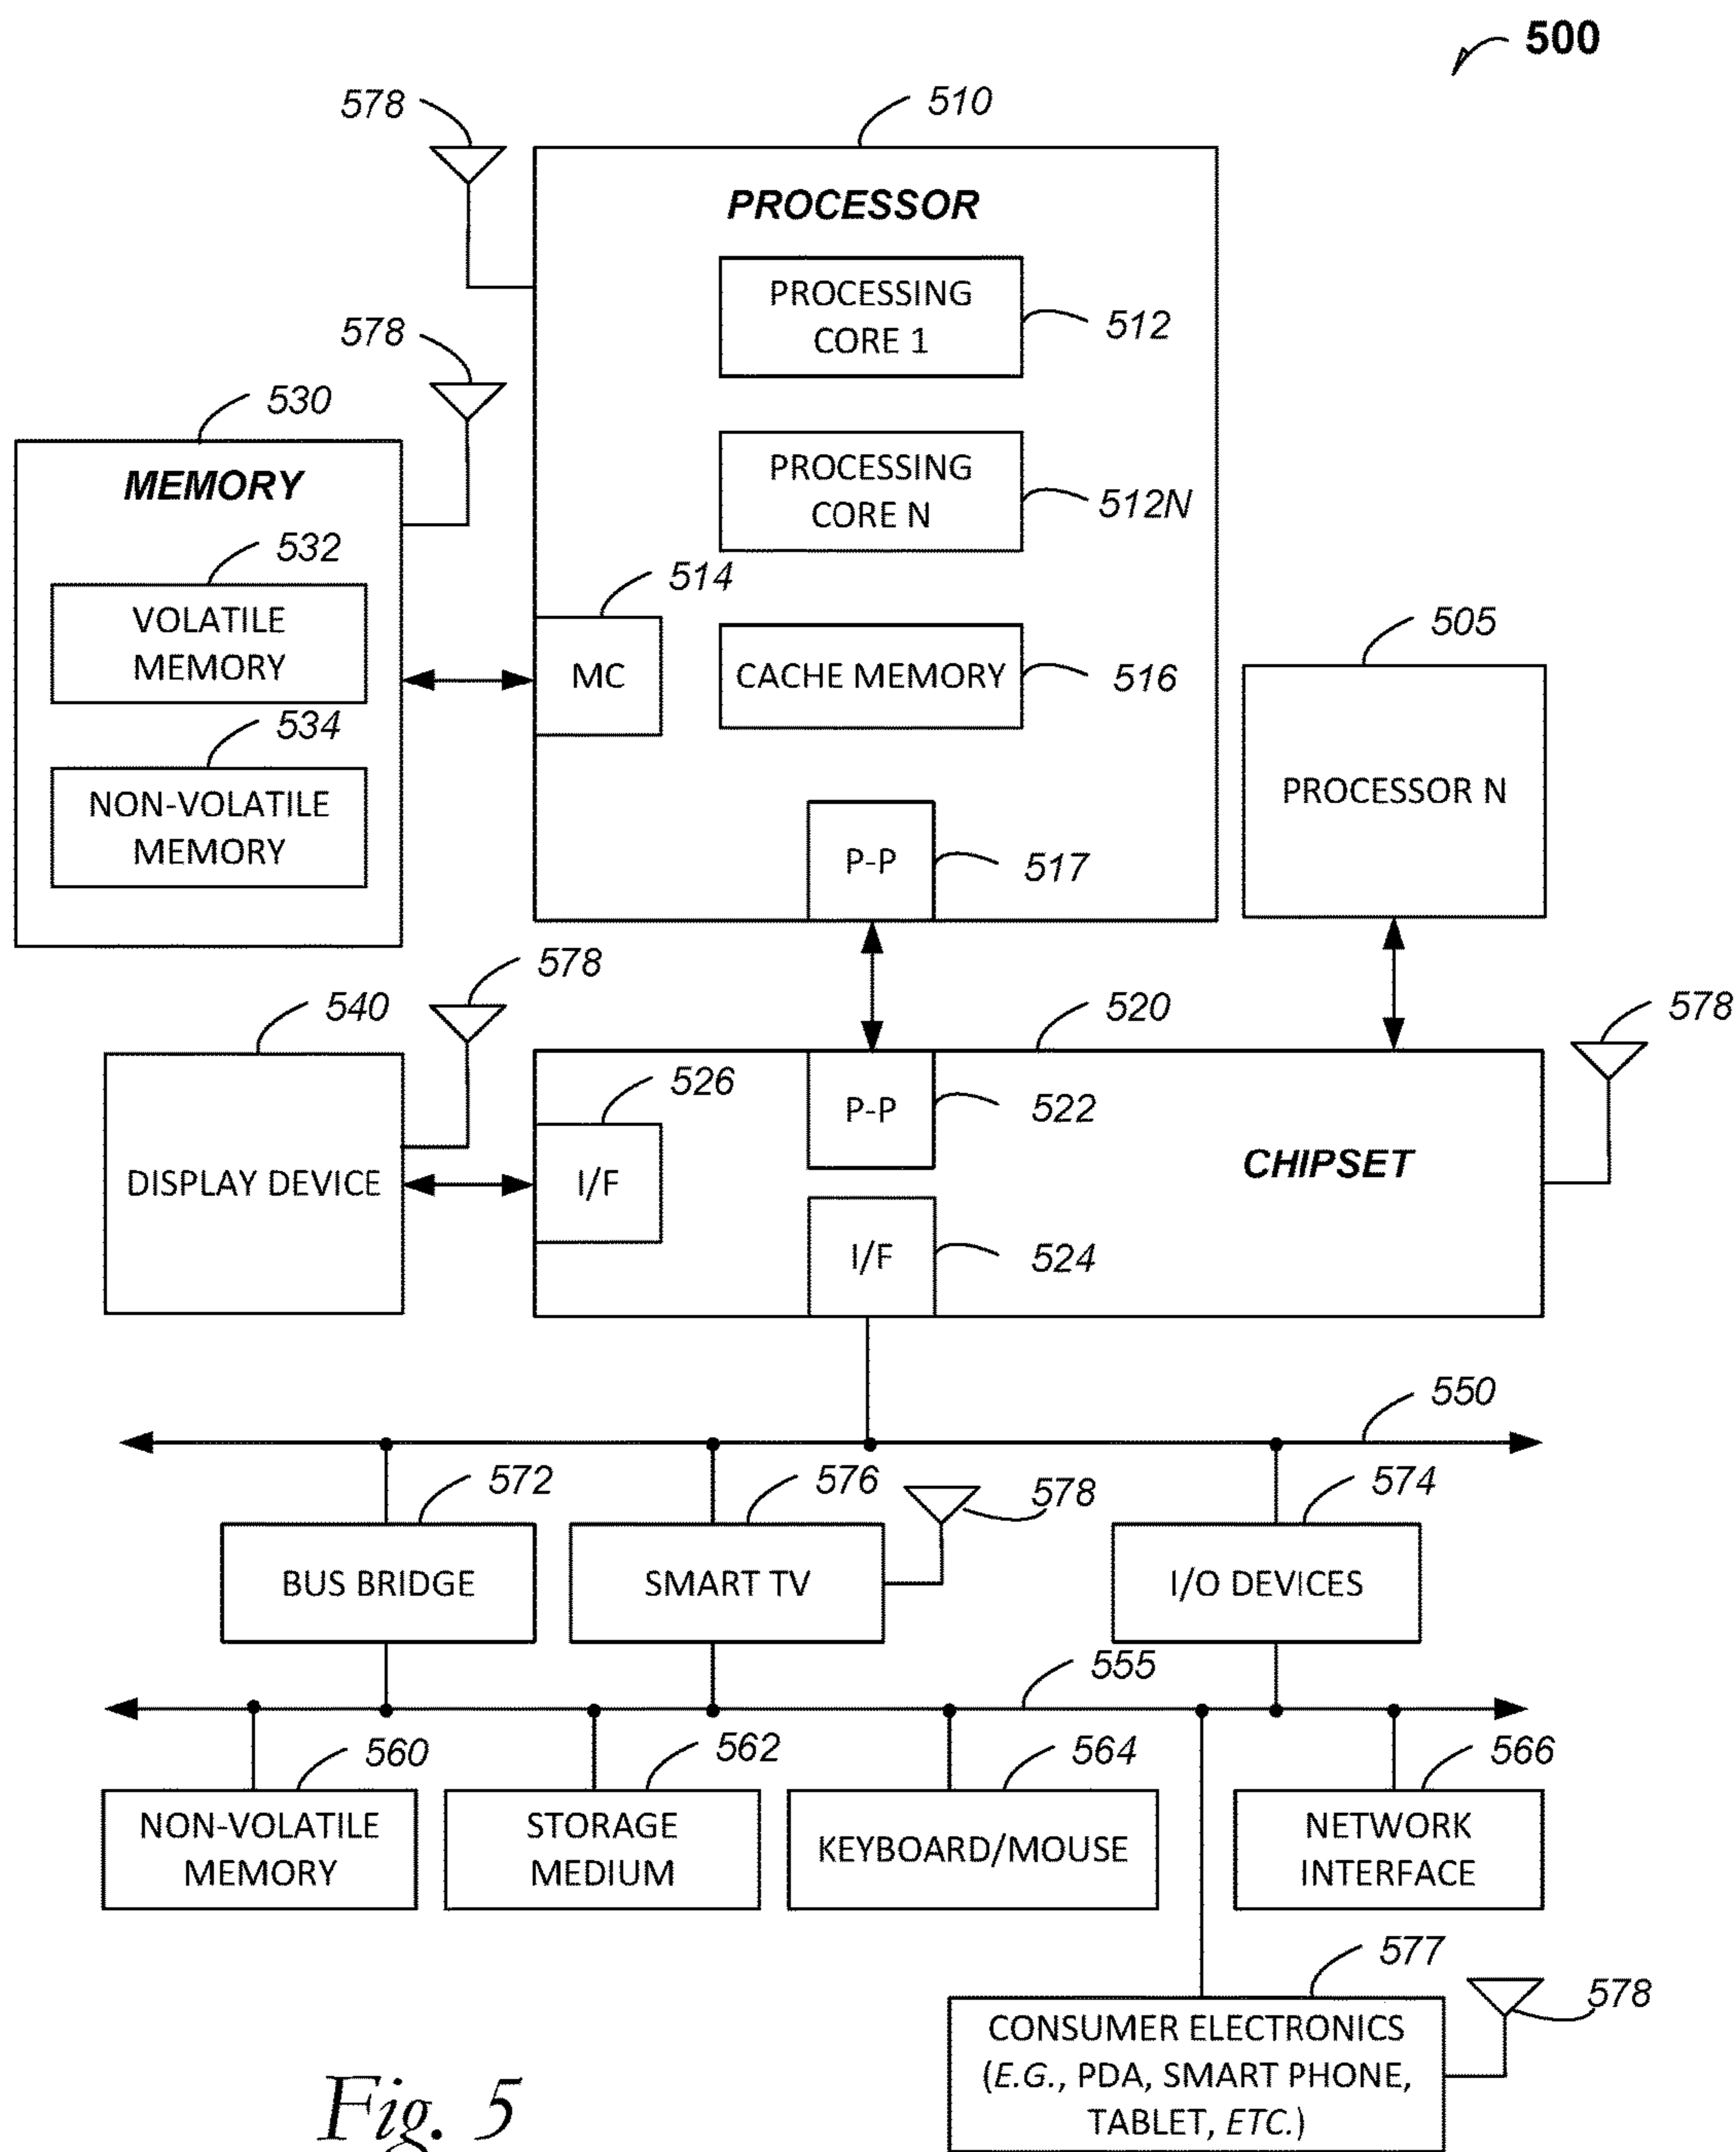 500
578
510
PROCESSOR
PROCESSING
CORE 1
512
578
530
MEMORY
PROCESSING
CORE N
512N
532
VOLATILE
MEMORY
514
MC
CACHE MEMORY
516
505
PROCESSOR N
534
NON-VOLATILE
MEMORY
P-P
517
578
540
DISPLAY DEVICE
520
578
526
I/F
P-P
522
CHIPSET
I/F
524
550
572
576
578
574
BUS BRIDGE
SMART TV
I/O DEVICES
555
560
562
564
566
NON-VOLATILE
MEMORY
STORAGE
MEDIUM
KEYBOARD/MOUSE
NETWORK
INTERFACE
577
578
CONSUMER ELECTRONICS
(E.G., PDA, SMART PHONE,
TABLET, ETC.)
Fig. 5